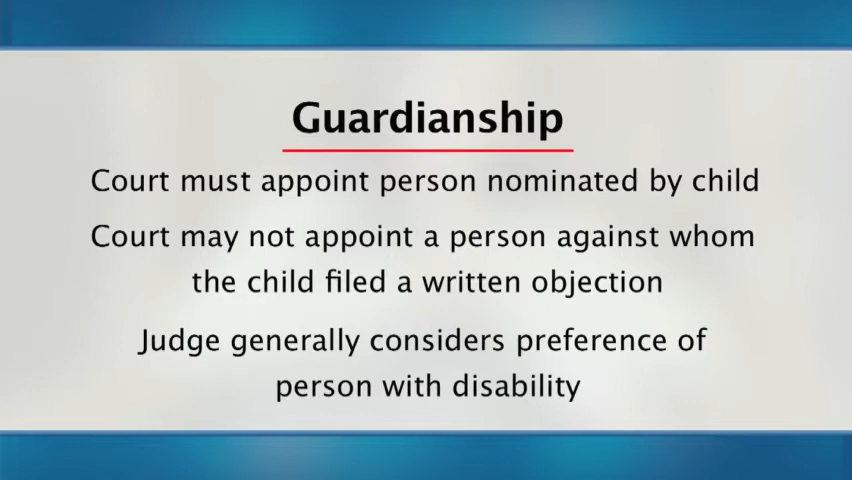 Guardianship
Court must appoint person nominated by child
Court may not appoint a person against whom
the child filed a written objection
Judge generally considers preference of
person with disability